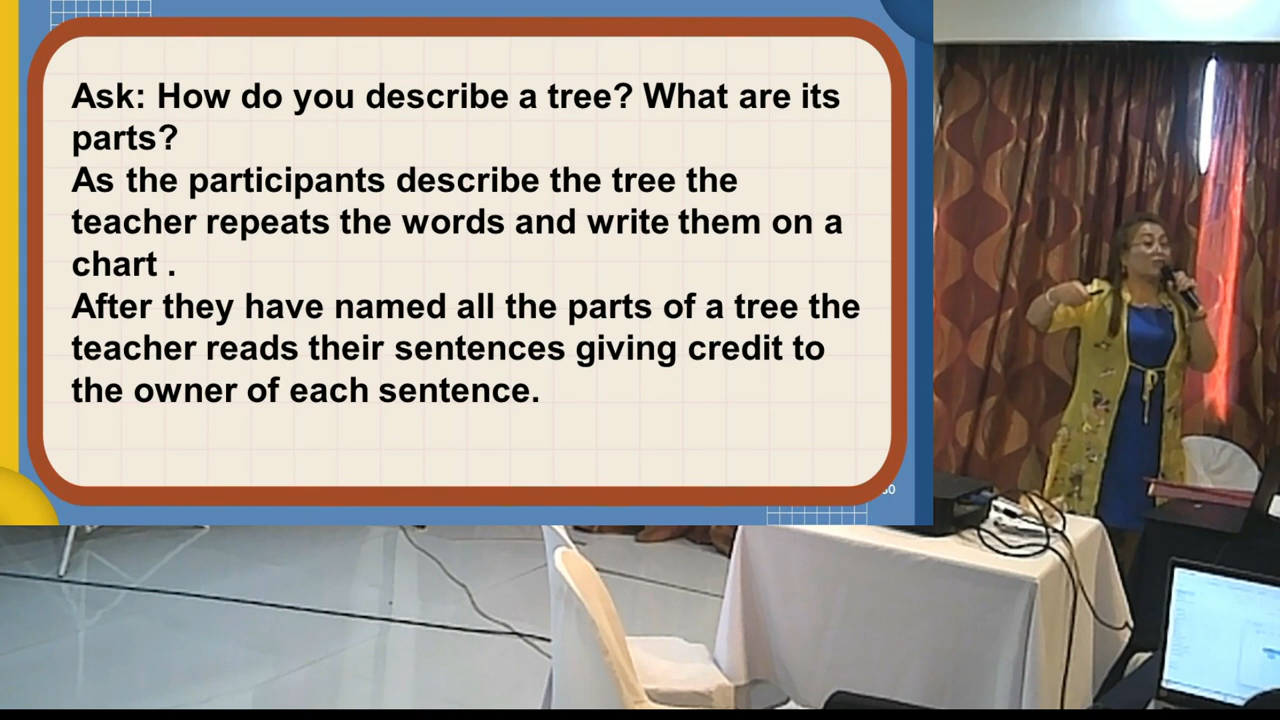 Ask: How do you describe a tree? What are its
parts?
As the participants describe the tree the
teacher repeats the words and write them on a
chart .
After they have named all the parts of a tree the
teacher reads their sentences giving credit to
the owner of each sentence.